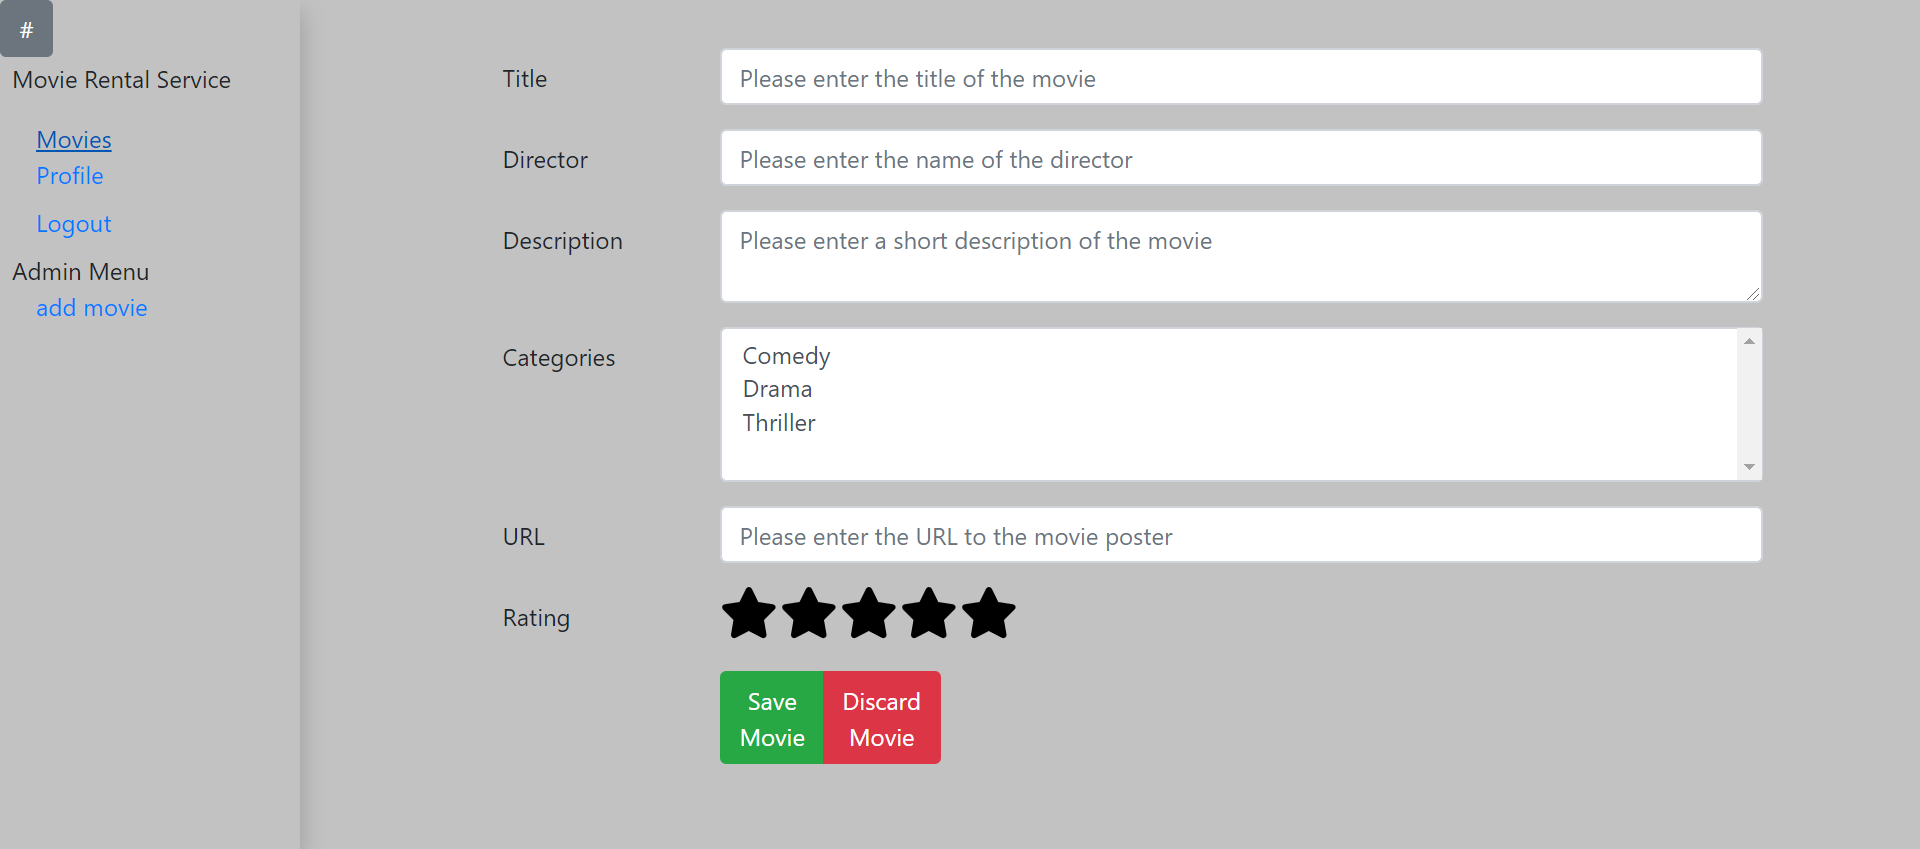 #
Movie Rental Service
Movies
Profile
Logout
Admin Menu
add movie
Title
Please enter the title of the movie
Director
Please enter the name of the director
Description
Please enter a short description of the movie
Categories
Comedy
Drama
Thriller
URL
Please enter the URL to the movie poster
Rating
Save
Movie
Discard
Movie